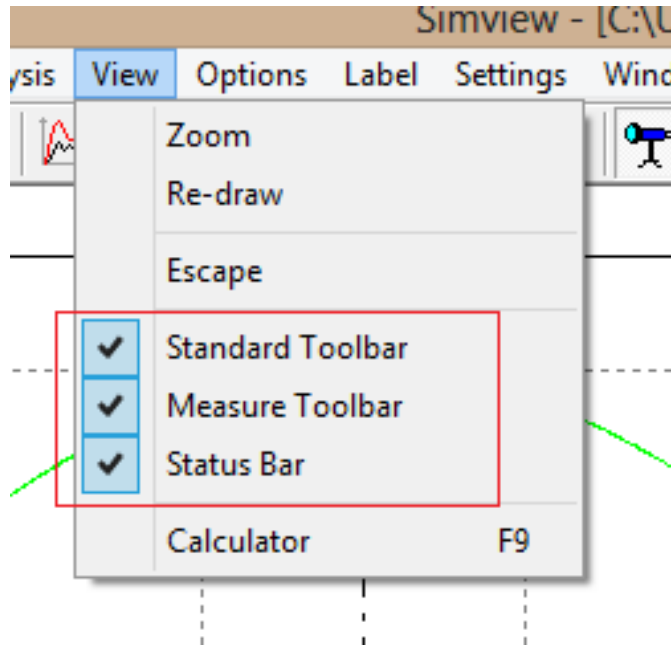 Simview - [C:\U
ysis View Options Label Settings Wind
Zoom
Re-draw
Escape
Standard Toolbar
Measure Toolbar
Status Bar
Calculator F9